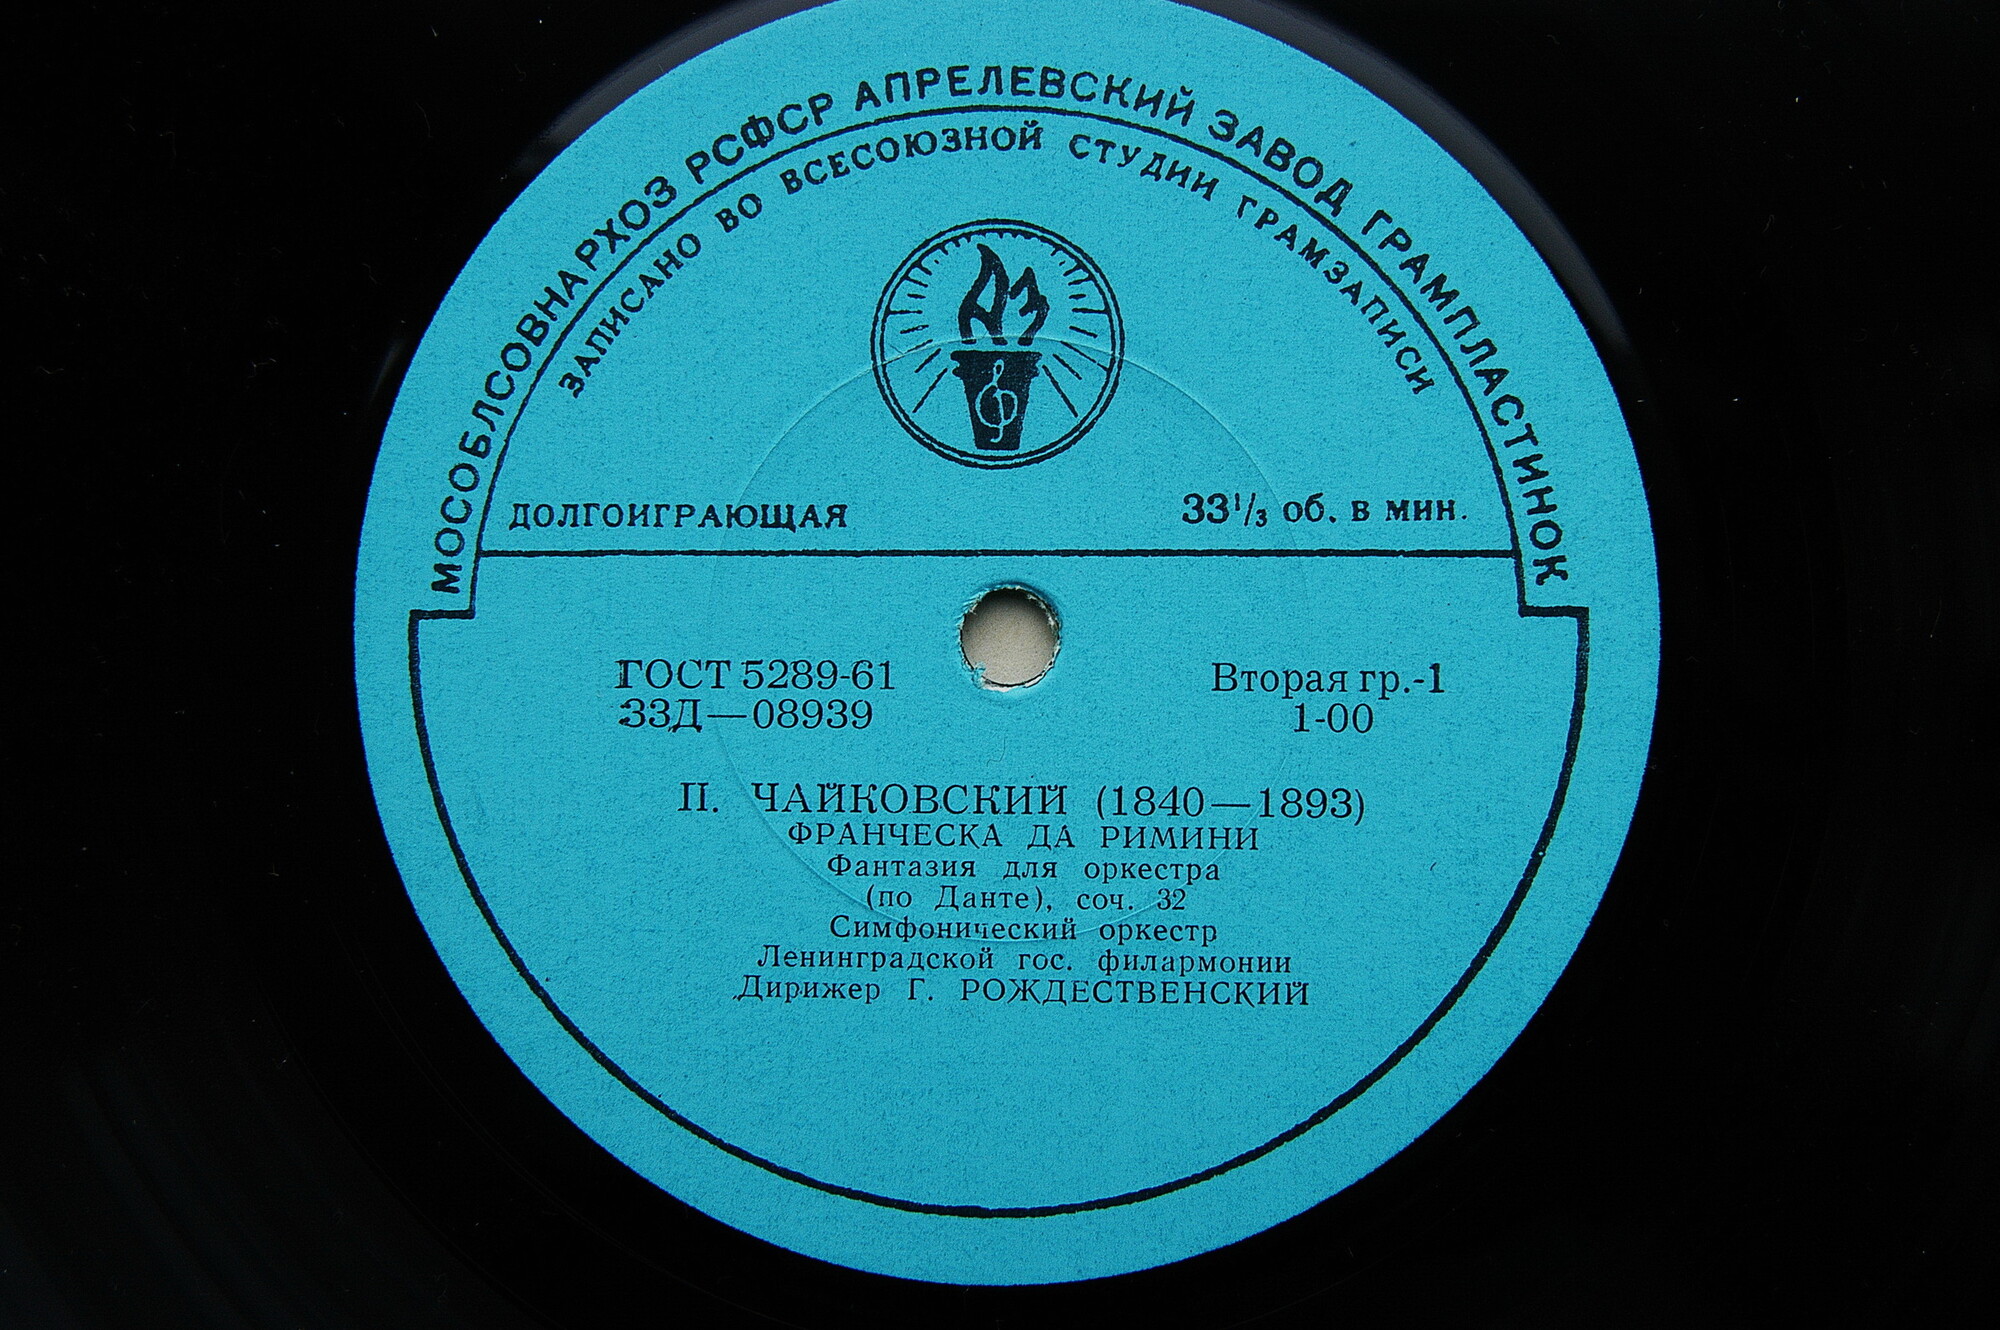 МОСОБЛСОВНАРХОЗ РСФСР АПРЕЛЕВСКИЙ ЗАВОД ГРАМПЛАСТИНОК
ЗАПИСАНО ВО ВСЕСОЮЗНОЙ СТУДИИ ГРАМЗАПИСИ
ДОЛГОИГРАЮЩАЯ 33 1/3 об. в мин.
ГОСТ 5289-61 Вторая гр.-1
33Д—08939 1-00
П. ЧАЙКОВСКИЙ (1840—1893)
ФРАНЧЕСКА ДА РИМИНИ
Фантазия для оркестра
(по Данте), соч. 32
Симфонический оркестр
Ленинградской гос. филармонии
Дирижер Г. РОЖДЕСТВЕНСКИЙ